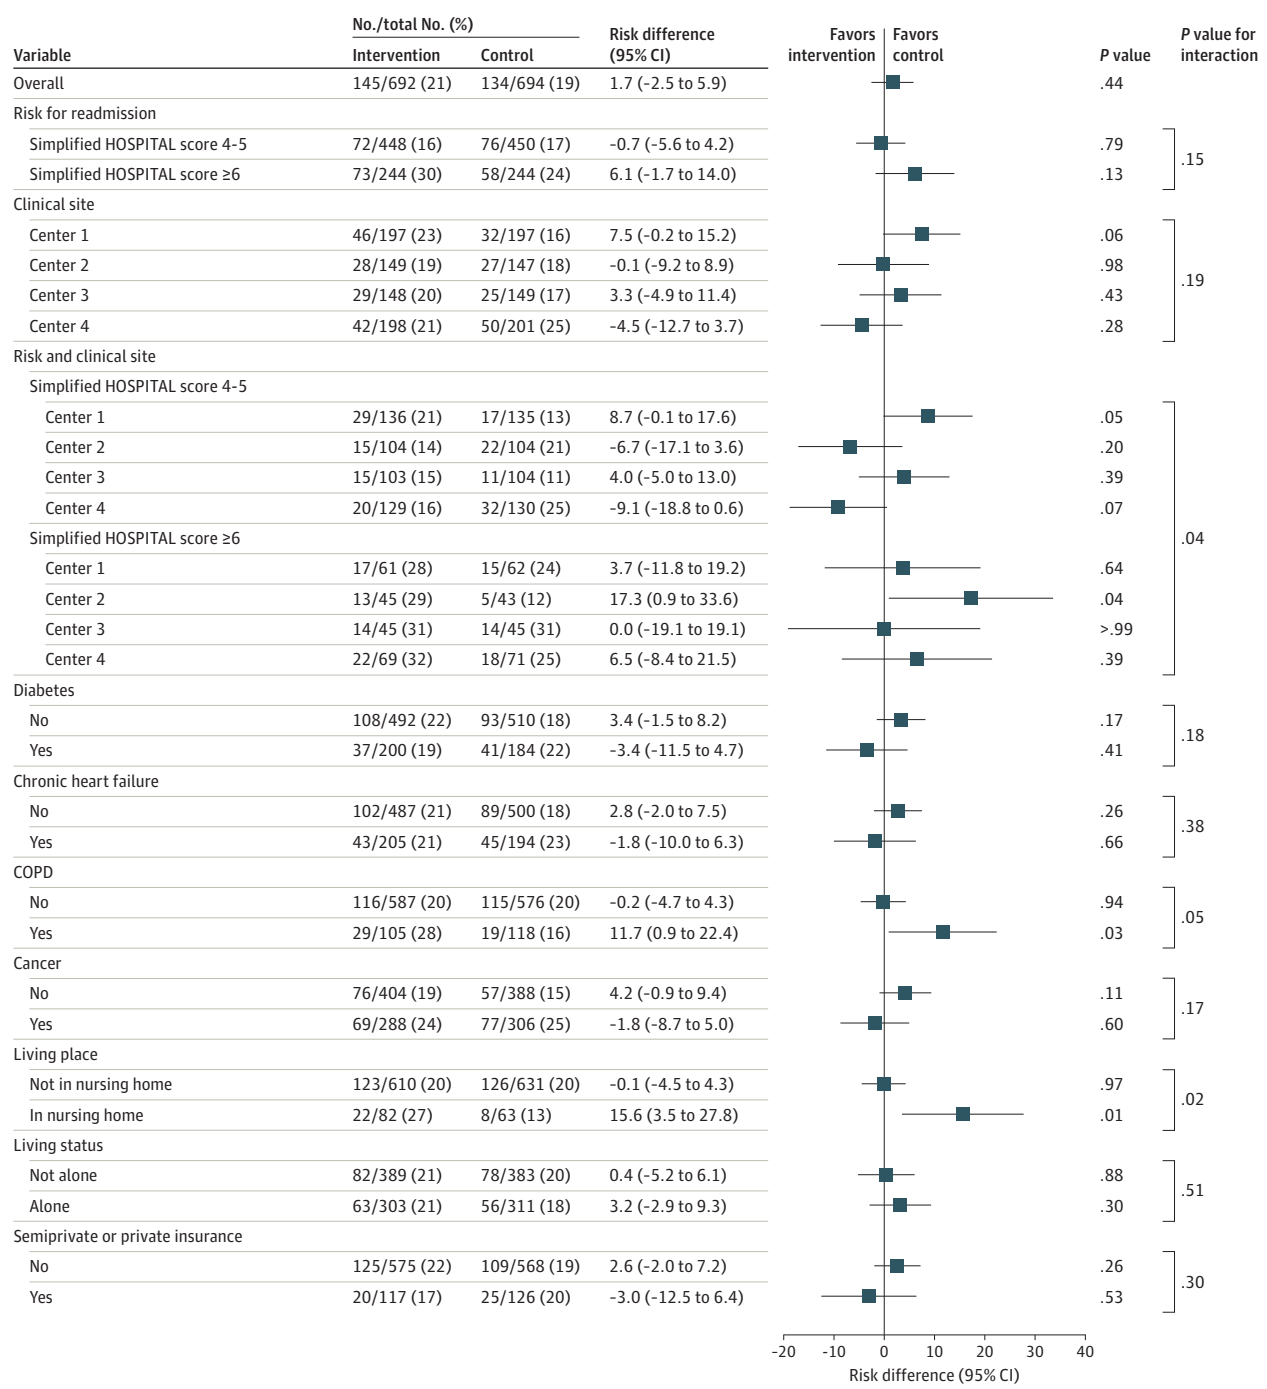 No./total No. (%)
Variable Intervention Control Risk difference (95% CI) Favors intervention Favors control P value P value for interaction
Overall 145/692 (21) 134/694 (19) 1.7 (-2.5 to 5.9) .44
Risk for readmission
Simplified HOSPITAL score 4-5 72/448 (16) 76/450 (17) -0.7 (-5.6 to 4.2) .79
.15
Simplified HOSPITAL score ≥6 73/244 (30) 58/244 (24) 6.1 (-1.7 to 14.0) .13
Clinical site
Center 1 46/197 (23) 32/197 (16) 7.5 (-0.2 to 15.2) .06
Center 2 28/149 (19) 27/147 (18) -0.1 (-9.2 to 8.9) .98
.19
Center 3 29/148 (20) 25/149 (17) 3.3 (-4.9 to 11.4) .43
Center 4 42/198 (21) 50/201 (25) -4.5 (-12.7 to 3.7) .28
Risk and clinical site
Simplified HOSPITAL score 4-5
Center 1 29/136 (21) 17/135 (13) 8.7 (-0.1 to 17.6) .05
Center 2 15/104 (14) 22/104 (21) -6.7 (-17.1 to 3.6) .20
Center 3 15/103 (15) 11/104 (11) 4.0 (-5.0 to 13.0) .39
Center 4 20/129 (16) 32/130 (25) -9.1 (-18.8 to 0.6) .07
Simplified HOSPITAL score ≥6 .04
Center 1 17/61 (28) 15/62 (24) 3.7 (-11.8 to 19.2) .64
Center 2 13/45 (29) 5/43 (12) 17.3 (0.9 to 33.6) .04
Center 3 14/45 (31) 14/45 (31) 0.0 (-19.1 to 19.1) >.99
Center 4 22/69 (32) 18/71 (25) 6.5 (-8.4 to 21.5) .39
Diabetes
No 108/492 (22) 93/510 (18) 3.4 (-1.5 to 8.2) .17
.18
Yes 37/200 (19) 41/184 (22) -3.4 (-11.5 to 4.7) .41
Chronic heart failure
No 102/487 (21) 89/500 (18) 2.8 (-2.0 to 7.5) .26
.38
Yes 43/205 (21) 45/194 (23) -1.8 (-10.0 to 6.3) .66
COPD
No 116/587 (20) 115/576 (20) -0.2 (-4.7 to 4.3) .94
.05
Yes 29/105 (28) 19/118 (16) 11.7 (0.9 to 22.4) .03
Cancer
No 76/404 (19) 57/388 (15) 4.2 (-0.9 to 9.4) .11
.17
Yes 69/288 (24) 77/306 (25) -1.8 (-8.7 to 5.0) .60
Living place
Not in nursing home 123/610 (20) 126/631 (20) -0.1 (-4.5 to 4.3) .97
.02
In nursing home 22/82 (27) 8/63 (13) 15.6 (3.5 to 27.8) .01
Living status
Not alone 82/389 (21) 78/383 (20) 0.4 (-5.2 to 6.1) .88
.51
Alone 63/303 (21) 56/311 (18) 3.2 (-2.9 to 9.3) .30
Semiprivate or private insurance
No 125/575 (22) 109/568 (19) 2.6 (-2.0 to 7.2) .26
.30
Yes 20/117 (17) 25/126 (20) -3.0 (-12.5 to 6.4) .53
-20 -10 0 10 20 30 40
Risk difference (95% CI)